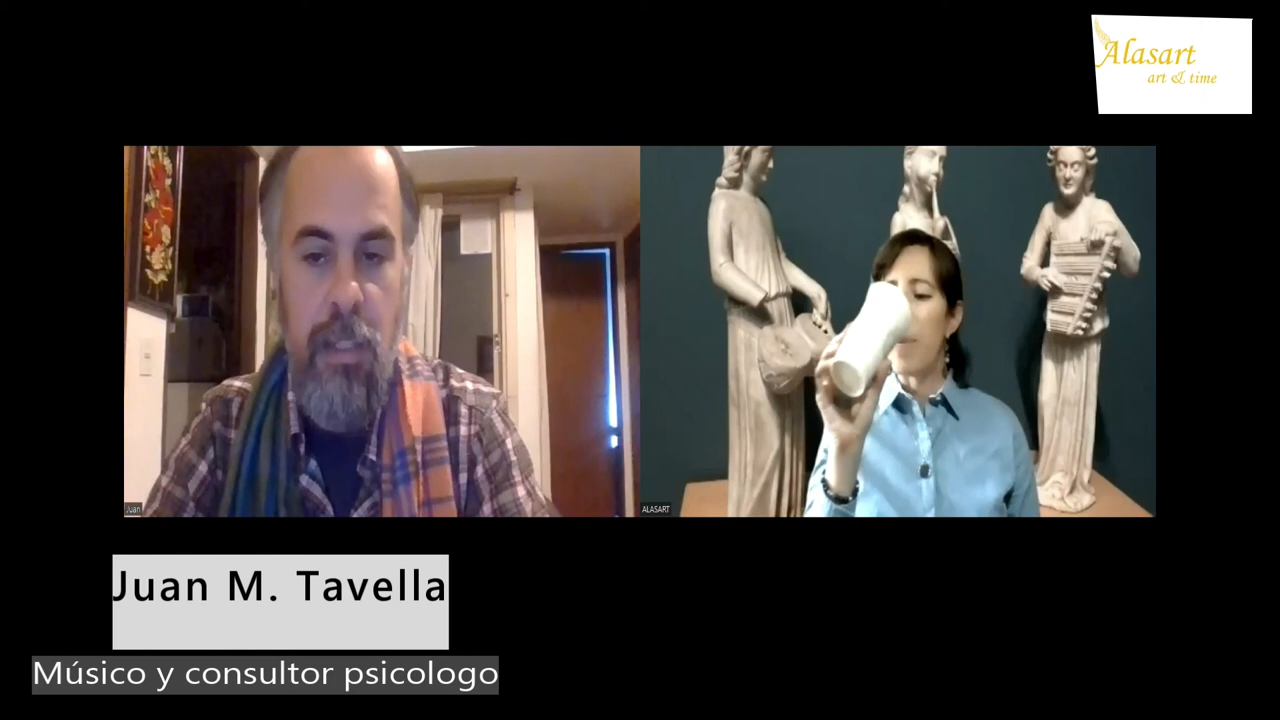 Alasart
art & time
Juan
ALASART
Juan M. Tavella
Músico y consultor psicologo